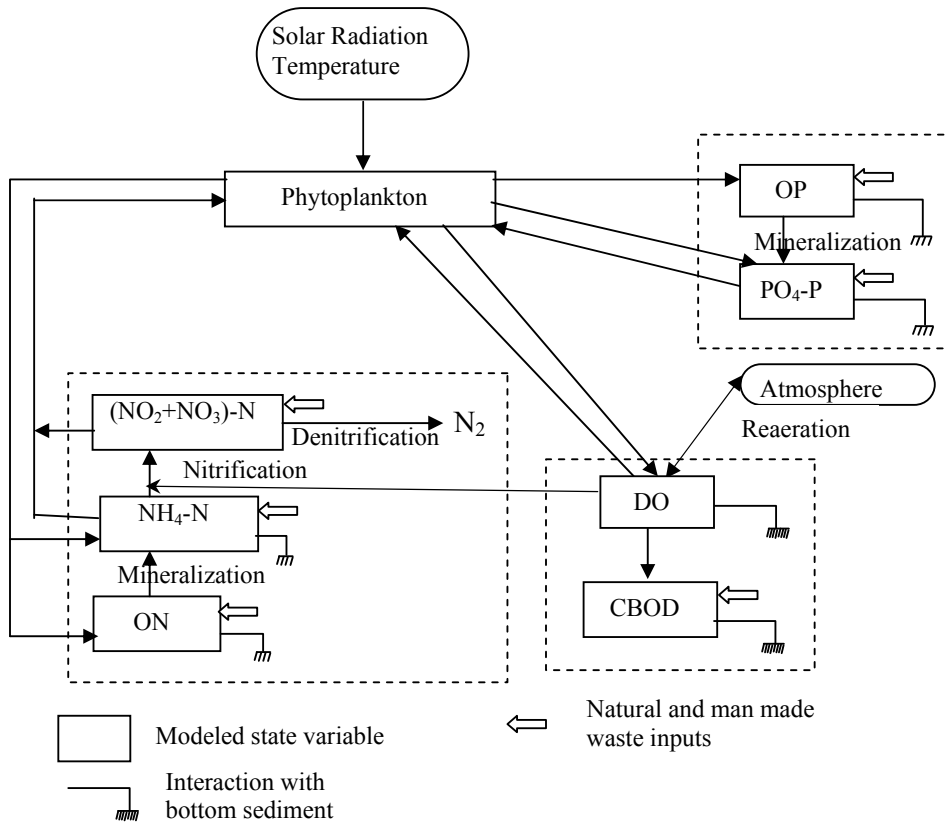 Solar Radiation
Temperature
Phytoplankton
OP
Mineralization
PO₄-P
Atmosphere
Reaeration
(NO₂+NO₃)-N
Denitrification
N₂
Nitrification
DO
NH₄-N
Mineralization
CBOD
ON
Modeled state variable
Natural and man made
waste inputs
Interaction with
bottom sediment